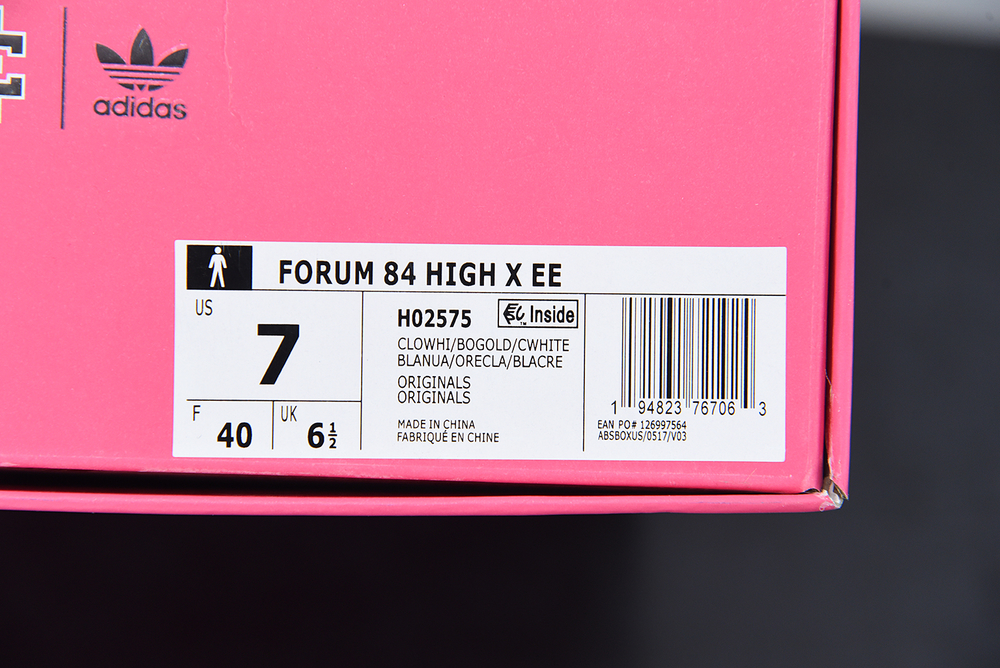 adidas
FORUM 84 HIGH X EE
US
7
F
40
UK
6½
H02575
Inside
CLOWHI/BOGOLD/CWHITE
BLANUA/ORECLA/BLACRE
ORIGINALS
ORIGINALS
MADE IN CHINA
FABRIQUÉ EN CHINE
1 94823 76706 3
EAN PO# 126997564
ABSBOXUS/0517/V03